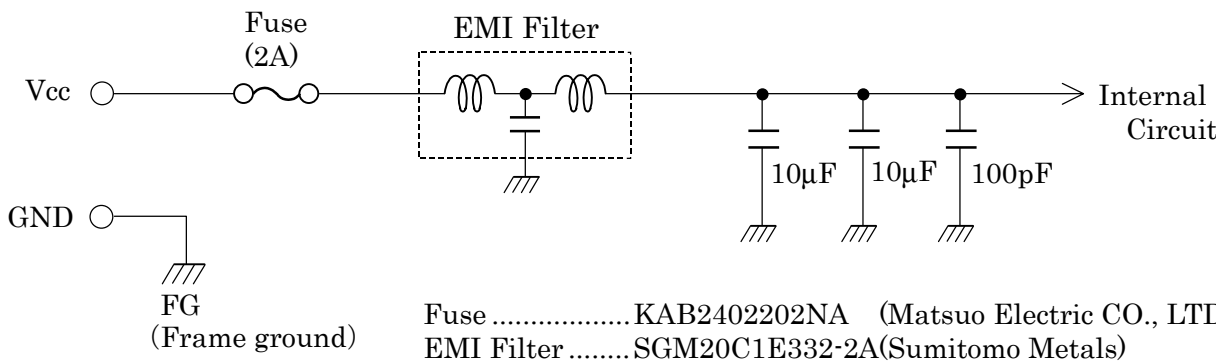 Fuse
(2A)
EMI Filter
Vcc
Internal
Circuit
10µF
10µF
100pF
GND
FG
(Frame ground)
Fuse ..................KAB2402202NA (Matsuo Electric CO., LTD
EMI Filter ........SGM20C1E332-2A(Sumitomo Metals)